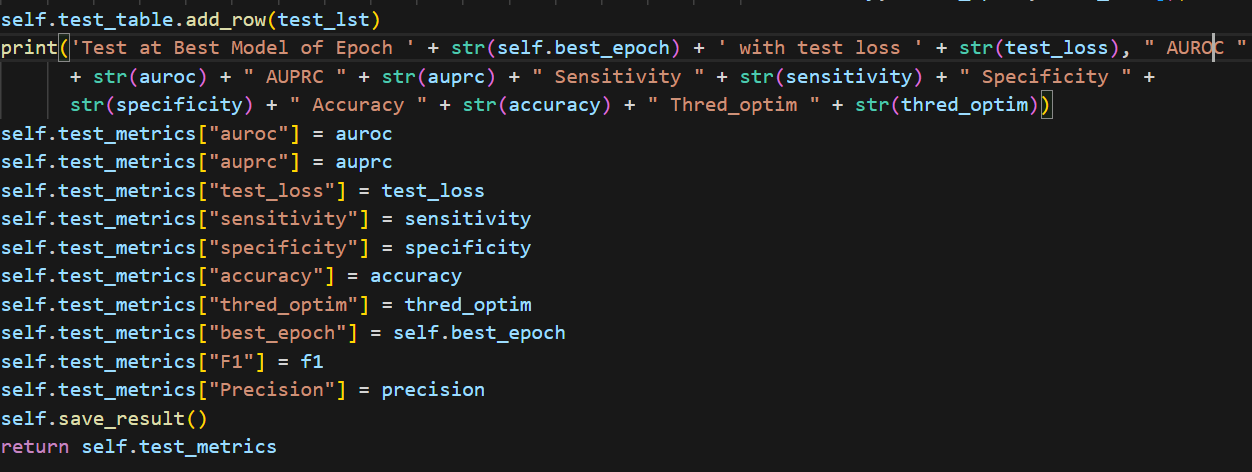 self.test_table.add_row(test_lst)
print('Test at Best Model of Epoch ' + str(self.best_epoch) + ' with test loss ' + str(test_loss), " AUROC "
+ str(auroc) + " AUPRC " + str(auprc) + " Sensitivity " + str(sensitivity) + " Specificity " +
str(specificity) + " Accuracy " + str(accuracy) + " Thred_optim " + str(thred_optim))
self.test_metrics["auroc"] = auroc
self.test_metrics["auprc"] = auprc
self.test_metrics["test_loss"] = test_loss
self.test_metrics["sensitivity"] = sensitivity
self.test_metrics["specificity"] = specificity
self.test_metrics["accuracy"] = accuracy
self.test_metrics["thred_optim"] = thred_optim
self.test_metrics["best_epoch"] = self.best_epoch
self.test_metrics["F1"] = f1
self.test_metrics["Precision"] = precision
self.save_result()
return self.test_metrics